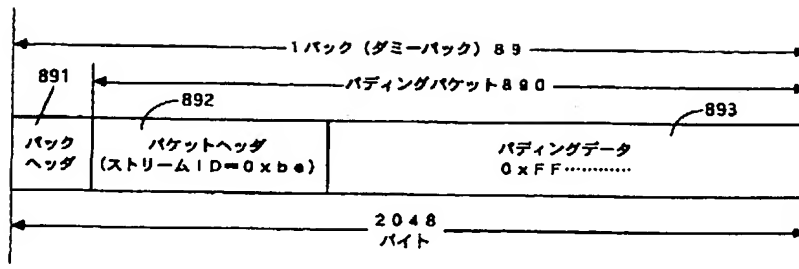 1パック（ダミーパック）89
891
パディングパケット890
892
893
パック
ヘッダ
パケットヘッダ
(ストリームID=0xbe)
パディングデータ
0xFF…………
2048
バイト